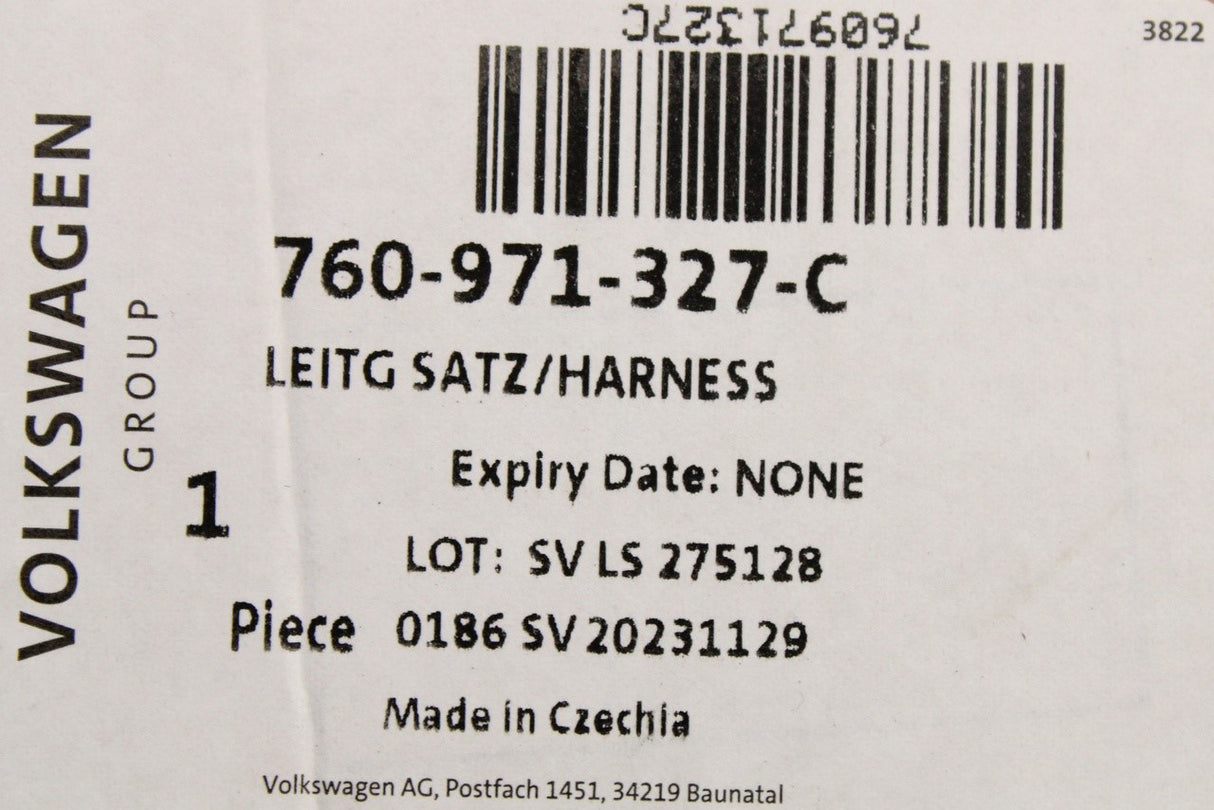 760971327C
3822
760-971-327-C
LEITG SATZ/HARNESS
VOLKSWAGEN
GROUP
Expiry Date: NONE
1
LOT: SV LS 275128
Piece 0186 SV 20231129
Made in Czechia
Volkswagen AG, Postfach 1451, 34219 Baunatal